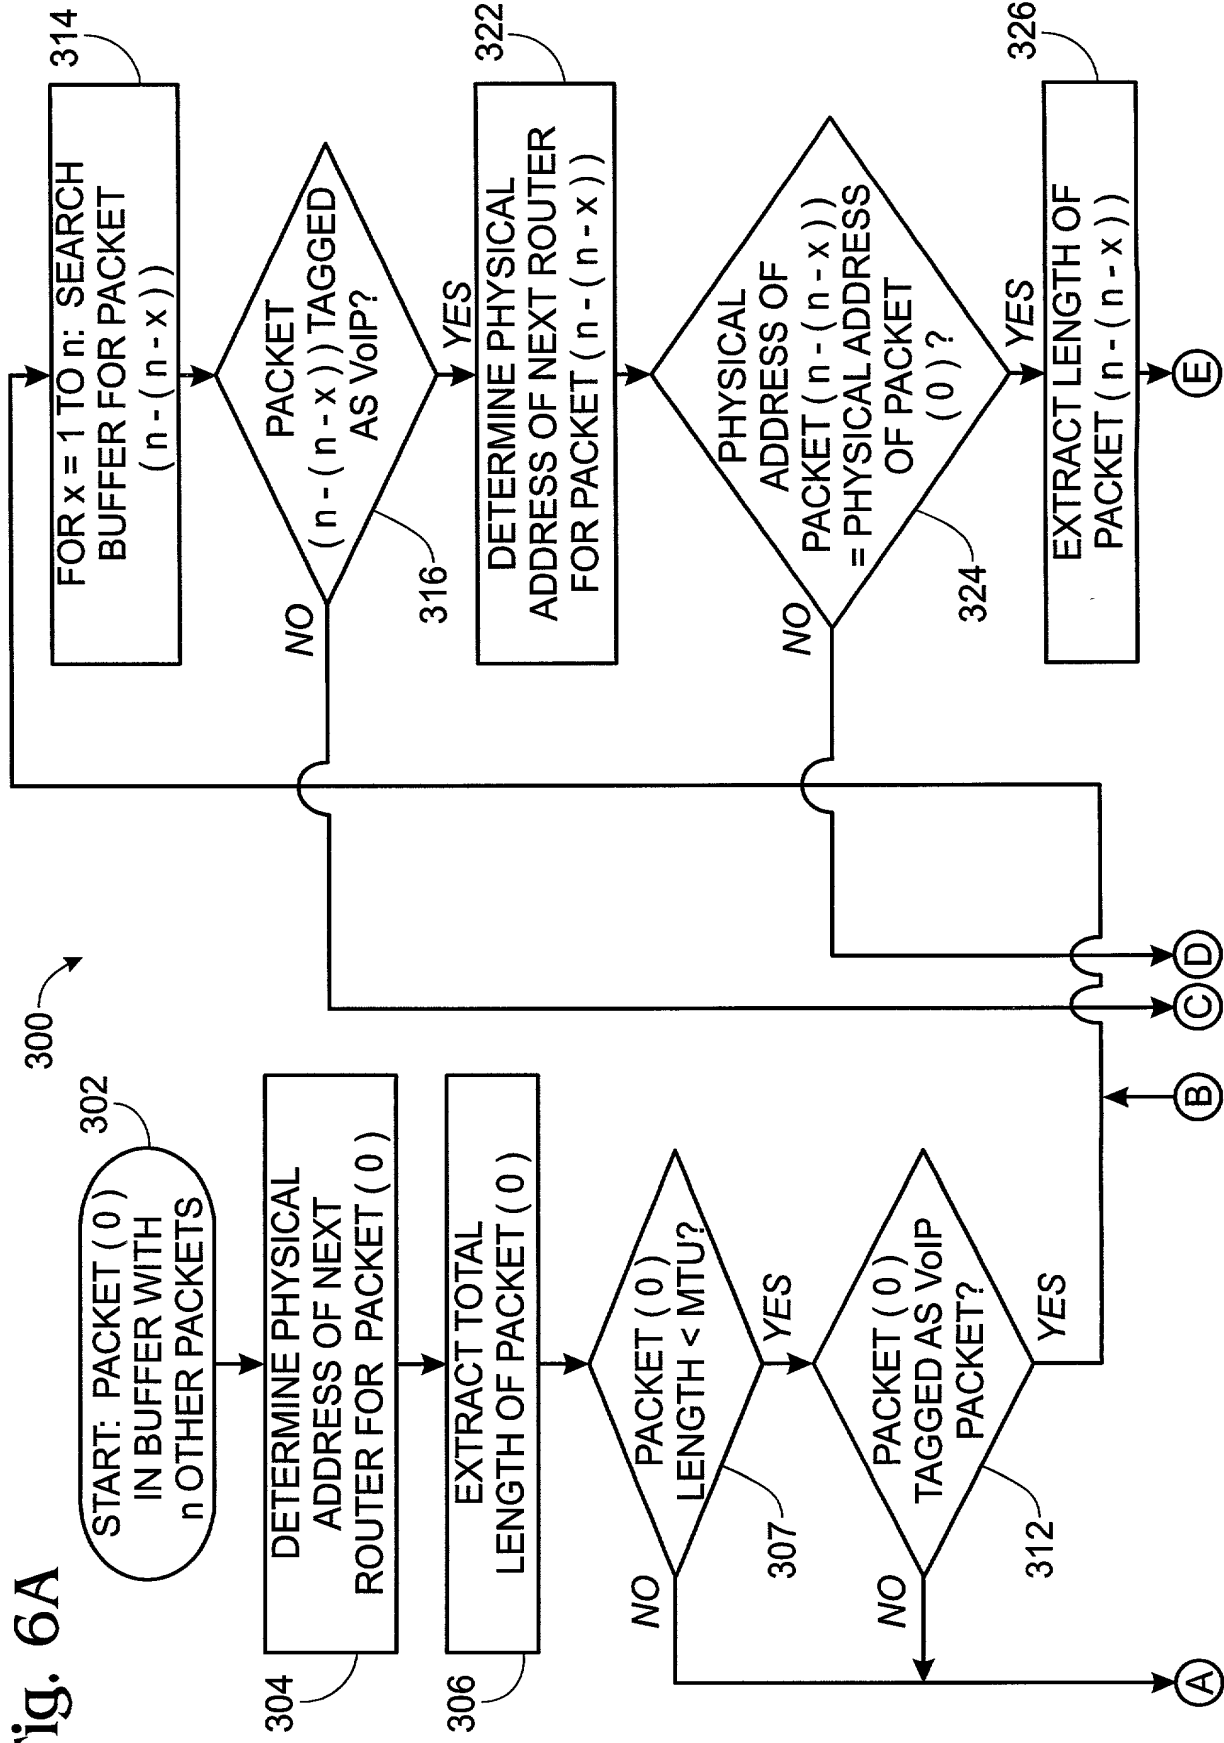 Fig. 6A
300
302
START: PACKET ( 0 )
IN BUFFER WITH
n OTHER PACKETS
304
DETERMINE PHYSICAL
ADDRESS OF NEXT
ROUTER FOR PACKET ( 0 )
306
EXTRACT TOTAL
LENGTH OF PACKET ( 0 )
PACKET ( 0 )
LENGTH < MTU?
307
NO
YES
PACKET ( 0 )
TAGGED AS VoIP
PACKET?
312
NO
YES
A
B
C
D
314
FOR x = 1 TO n: SEARCH
BUFFER FOR PACKET
( n - ( n - x ) )
PACKET
( n - ( n - x ) ) TAGGED
AS VoIP?
316
NO
YES
322
DETERMINE PHYSICAL
ADDRESS OF NEXT ROUTER
FOR PACKET ( n - ( n - x ) )
PHYSICAL
ADDRESS OF
PACKET ( n - ( n - x ) )
= PHYSICAL ADDRESS
OF PACKET
( 0 ) ?
324
NO
YES
326
EXTRACT LENGTH OF
PACKET ( n - ( n - x ) )
E